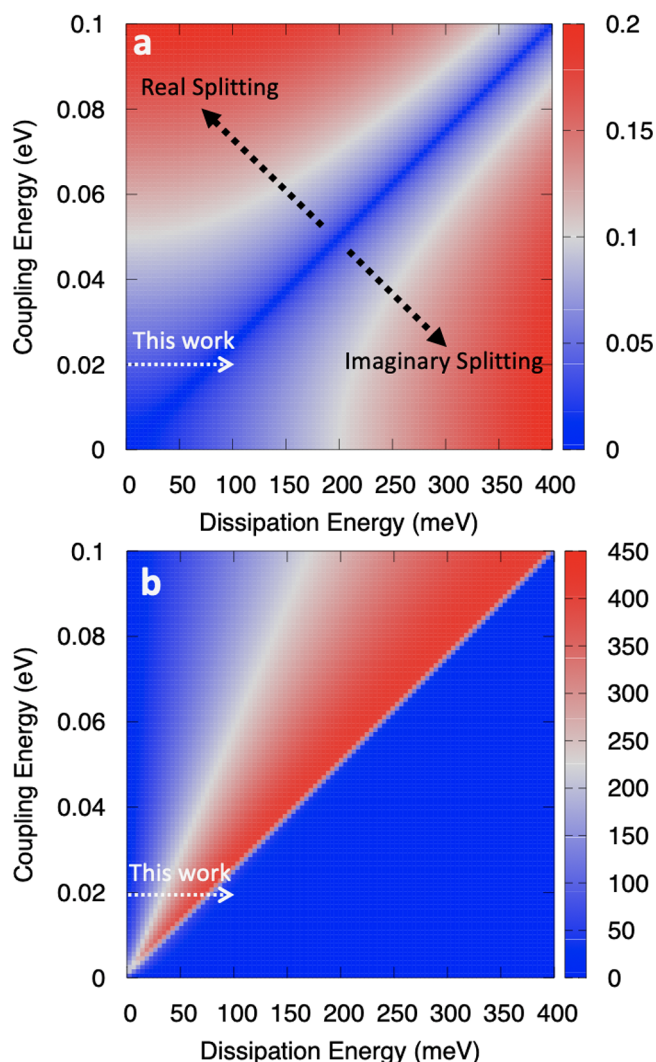 a
0.1
0.08
0.06
0.04
0.02
0
Coupling Energy (eV)
Real Splitting
This work
Imaginary Splitting
0.2
0.15
0.1
0.05
0
0 50 100 150 200 250 300 350 400
Dissipation Energy (meV)
b
0.1
0.08
0.06
0.04
0.02
0
Coupling Energy (eV)
This work
450
400
350
300
250
200
150
100
50
0
0 50 100 150 200 250 300 350 400
Dissipation Energy (meV)